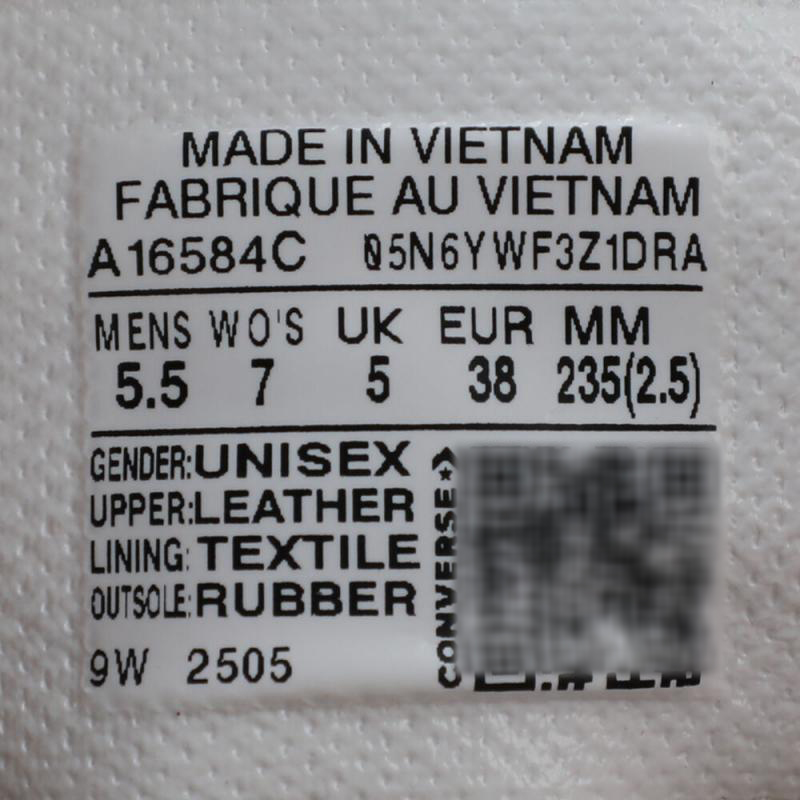 MADE IN VIETNAM
FABRIQUE AU VIETNAM
A16584C 05N6YWF3Z1DRA
MENS WO'S UK EUR MM
5.5 7 5 38 235(2.5)
GENDER:UNISEX
UPPER:LEATHER
LINING:TEXTILE
OUTSOLE:RUBBER
9W 2505
CONVERSE